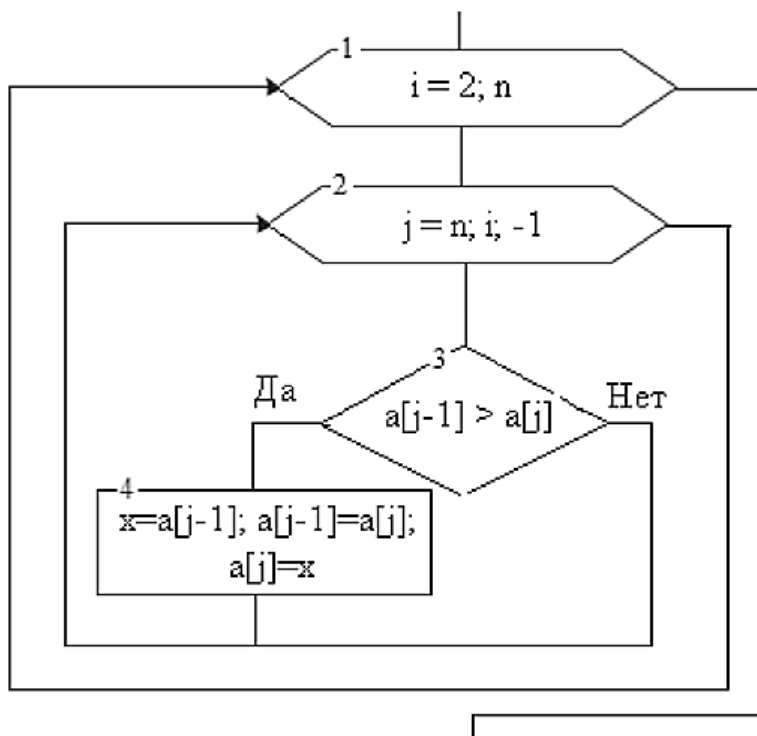 1
i = 2; n
2
j = n; i; -1
3
Да
Нет
a[j-1] > a[j]
4
x=a[j-1]; a[j-1]=a[j];
a[j]=x